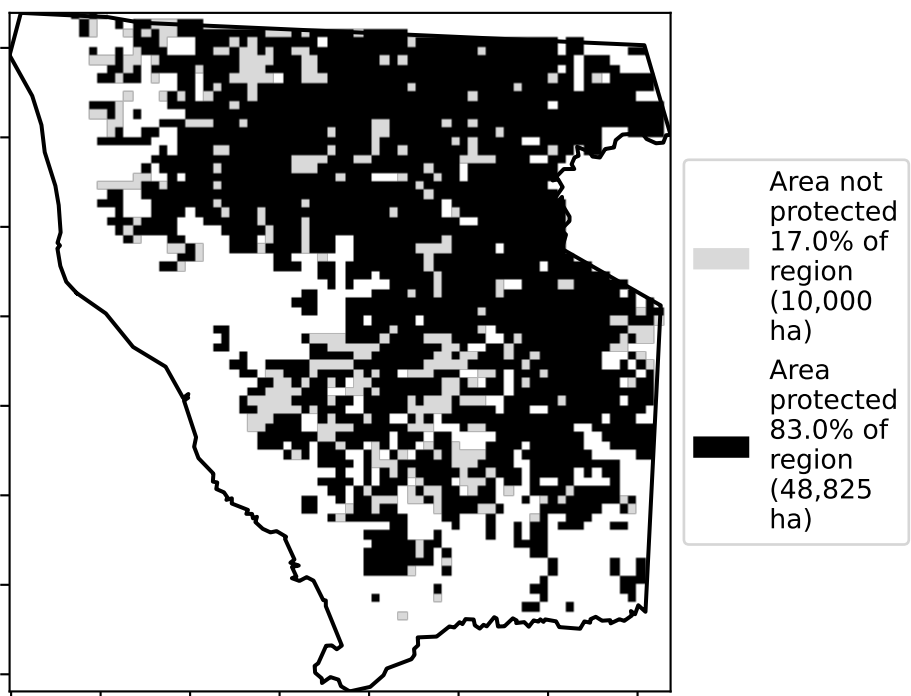 Area not
protected
17.0% of
region
(10,000
ha)
Area
protected
83.0% of
region
(48,825
ha)